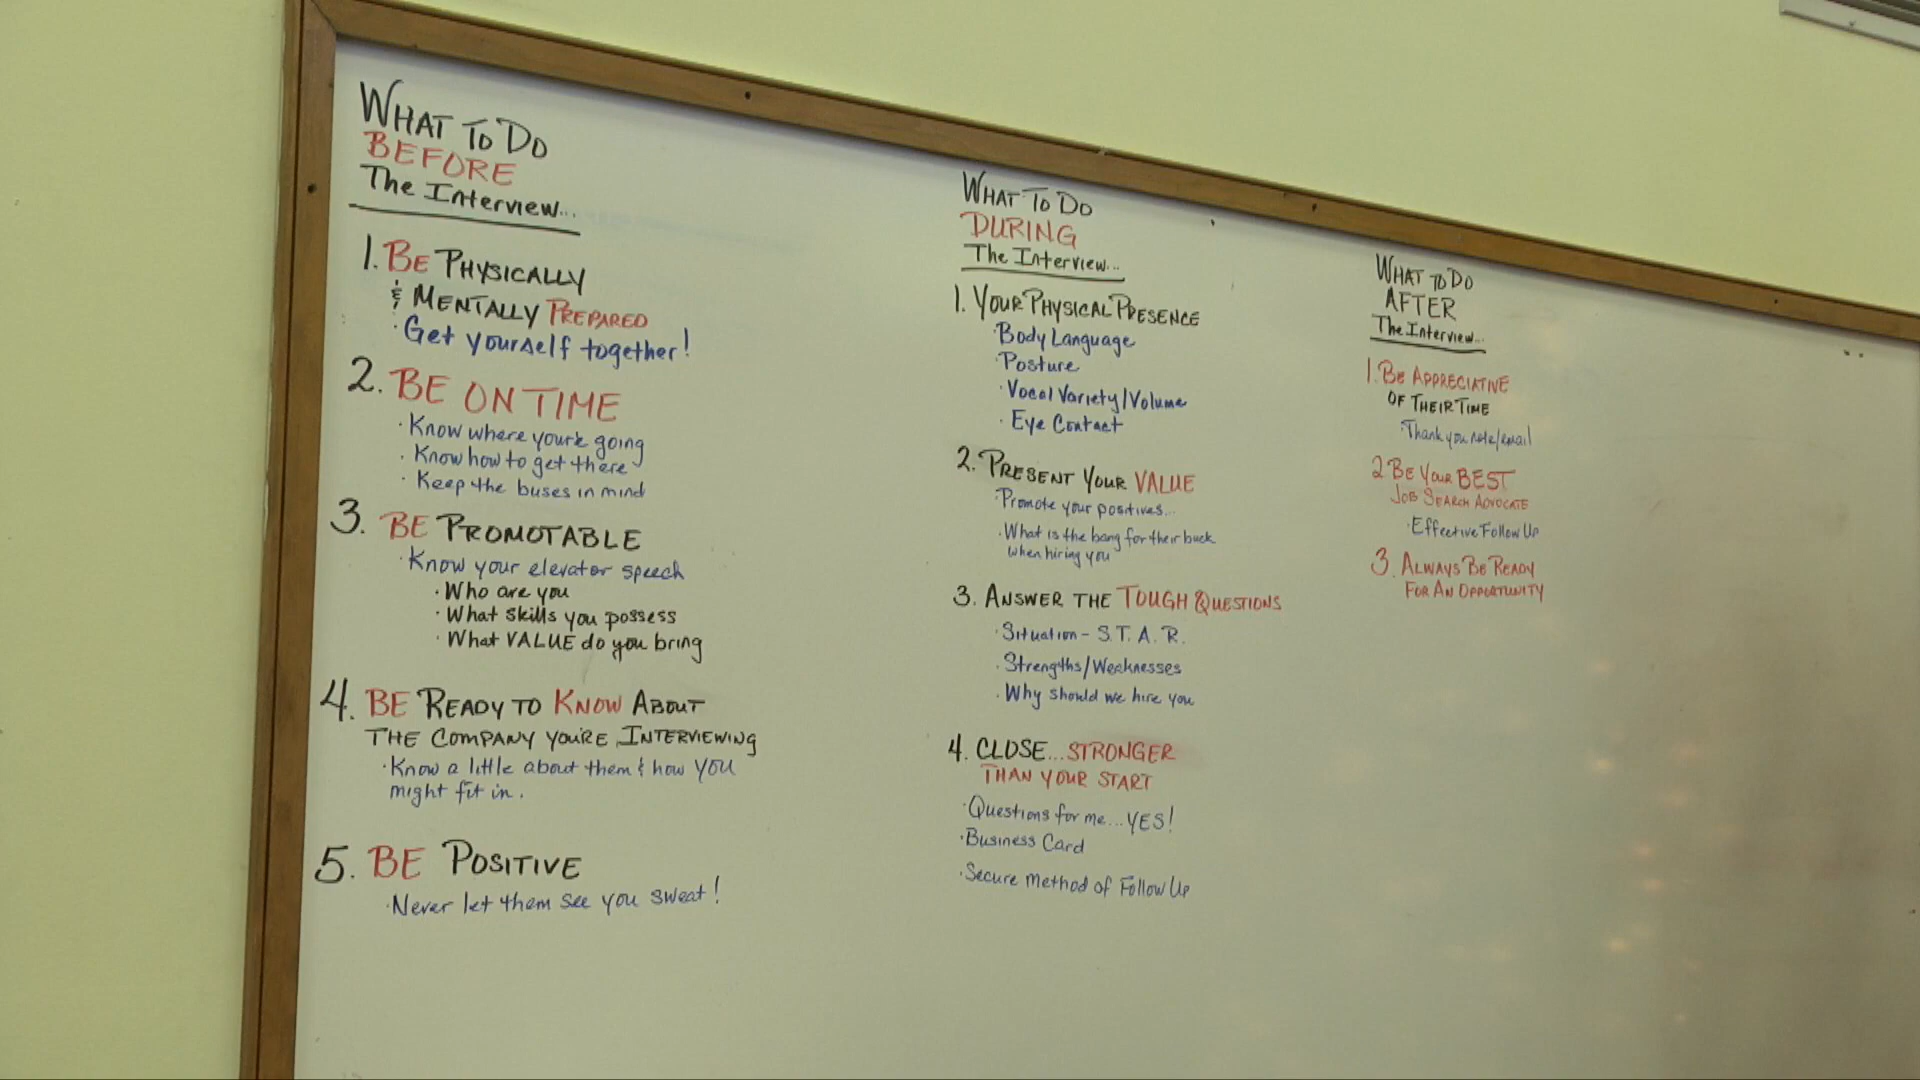 WHAT TO DO
BEFORE
The Interview...
1. BE PHYSICALLY
& MENTALLY PREPARED
· Get yourself together!
2. BE ON TIME
· Know where you're going
· Know how to get there
· Keep the buses in mind
3. BE PROMOTABLE
· Know your elevator speech
· Who are you
· What skills you possess
· What VALUE do you bring
4. BE READY TO KNOW ABOUT
THE COMPANY YOU'RE INTERVIEWING
· Know a little about them & how YOU
might fit in.
5. BE POSITIVE
· Never let them see you sweat!
WHAT TO DO
DURING
The Interview...
1. YOUR PHYSICAL PRESENCE
· Body Language
· Posture
· Vocal Variety/Volume
· Eye Contact
2. PRESENT YOUR VALUE
· Promote your positives...
· What is the bang for their buck
when hiring you
3. ANSWER THE TOUGH QUESTIONS
· Situation - S.T.A.R.
· Strengths/Weaknesses
· Why should we hire you
4. CLOSE... STRONGER
THAN YOUR START
· Questions for me... YES!
· Business Card
· Secure Method of Follow Up
WHAT TO DO
AFTER
The Interview...
1. BE APPRECIATIVE
OF THEIR TIME
· Thank you note/email
2 BE YOUR BEST
JOB SEARCH ADVOCATE
· Effective Follow Up
3. ALWAYS BE READY
FOR AN OPPORTUNITY